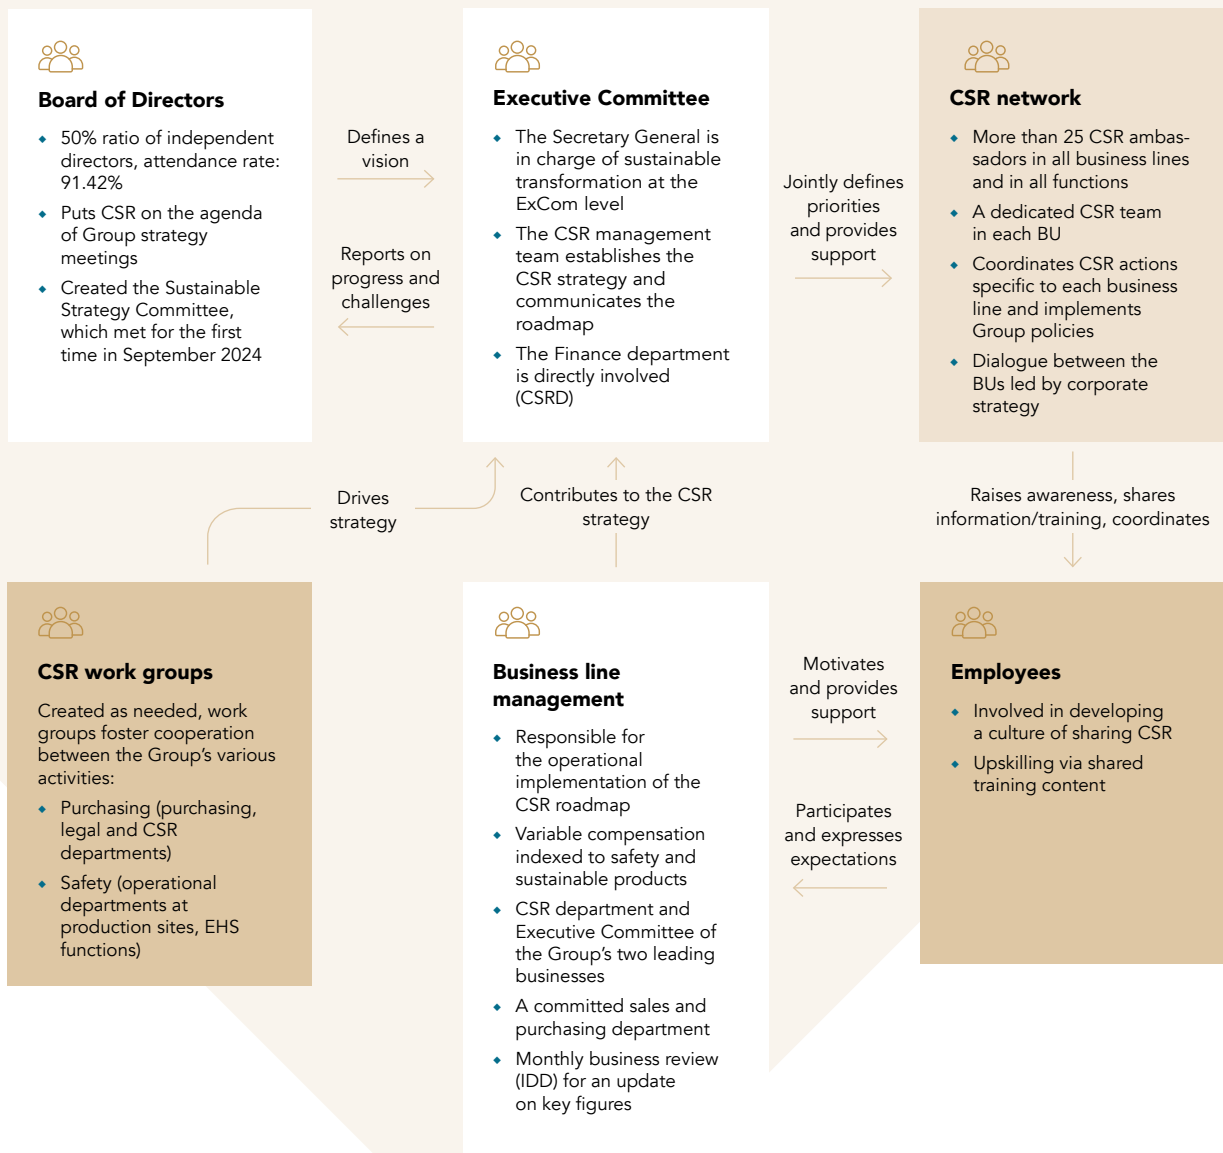 Board of Directors
50% ratio of independent
directors, attendance rate:
91.42%
Puts CSR on the agenda
of Group strategy
meetings
Created the Sustainable
Strategy Committee,
which met for the first
time in September 2024
Defines a
vision
Reports on
progress and
challenges
Executive Committee
The Secretary General is
in charge of sustainable
transformation at the
ExCom level
The CSR management
team establishes the
CSR strategy and
communicates the
roadmap
The Finance department
is directly involved
(CSRD)
Jointly defines
priorities
and provides
support
CSR network
More than 25 CSR ambas-
sadors in all business lines
and in all functions
A dedicated CSR team
in each BU
Coordinates CSR actions
specific to each business
line and implements
Group policies
Dialogue between the
BUs led by corporate
strategy
Drives
strategy
Contributes to the CSR
strategy
Raises awareness, shares
information/training, coordinates
CSR work groups
Created as needed, work
groups foster cooperation
between the Group's various
activities:
Purchasing (purchasing,
legal and CSR
departments)
Safety (operational
departments at
production sites, EHS
functions)
Business line
management
Responsible for
the operational
implementation of the
CSR roadmap
Variable compensation
indexed to safety and
sustainable products
CSR department and
Executive Committee of
the Group's two leading
businesses
A committed sales and
purchasing department
Monthly business review
(IDD) for an update
on key figures
Motivates
and provides
support
Participates
and expresses
expectations
Employees
Involved in developing
a culture of sharing CSR
Upskilling via shared
training content